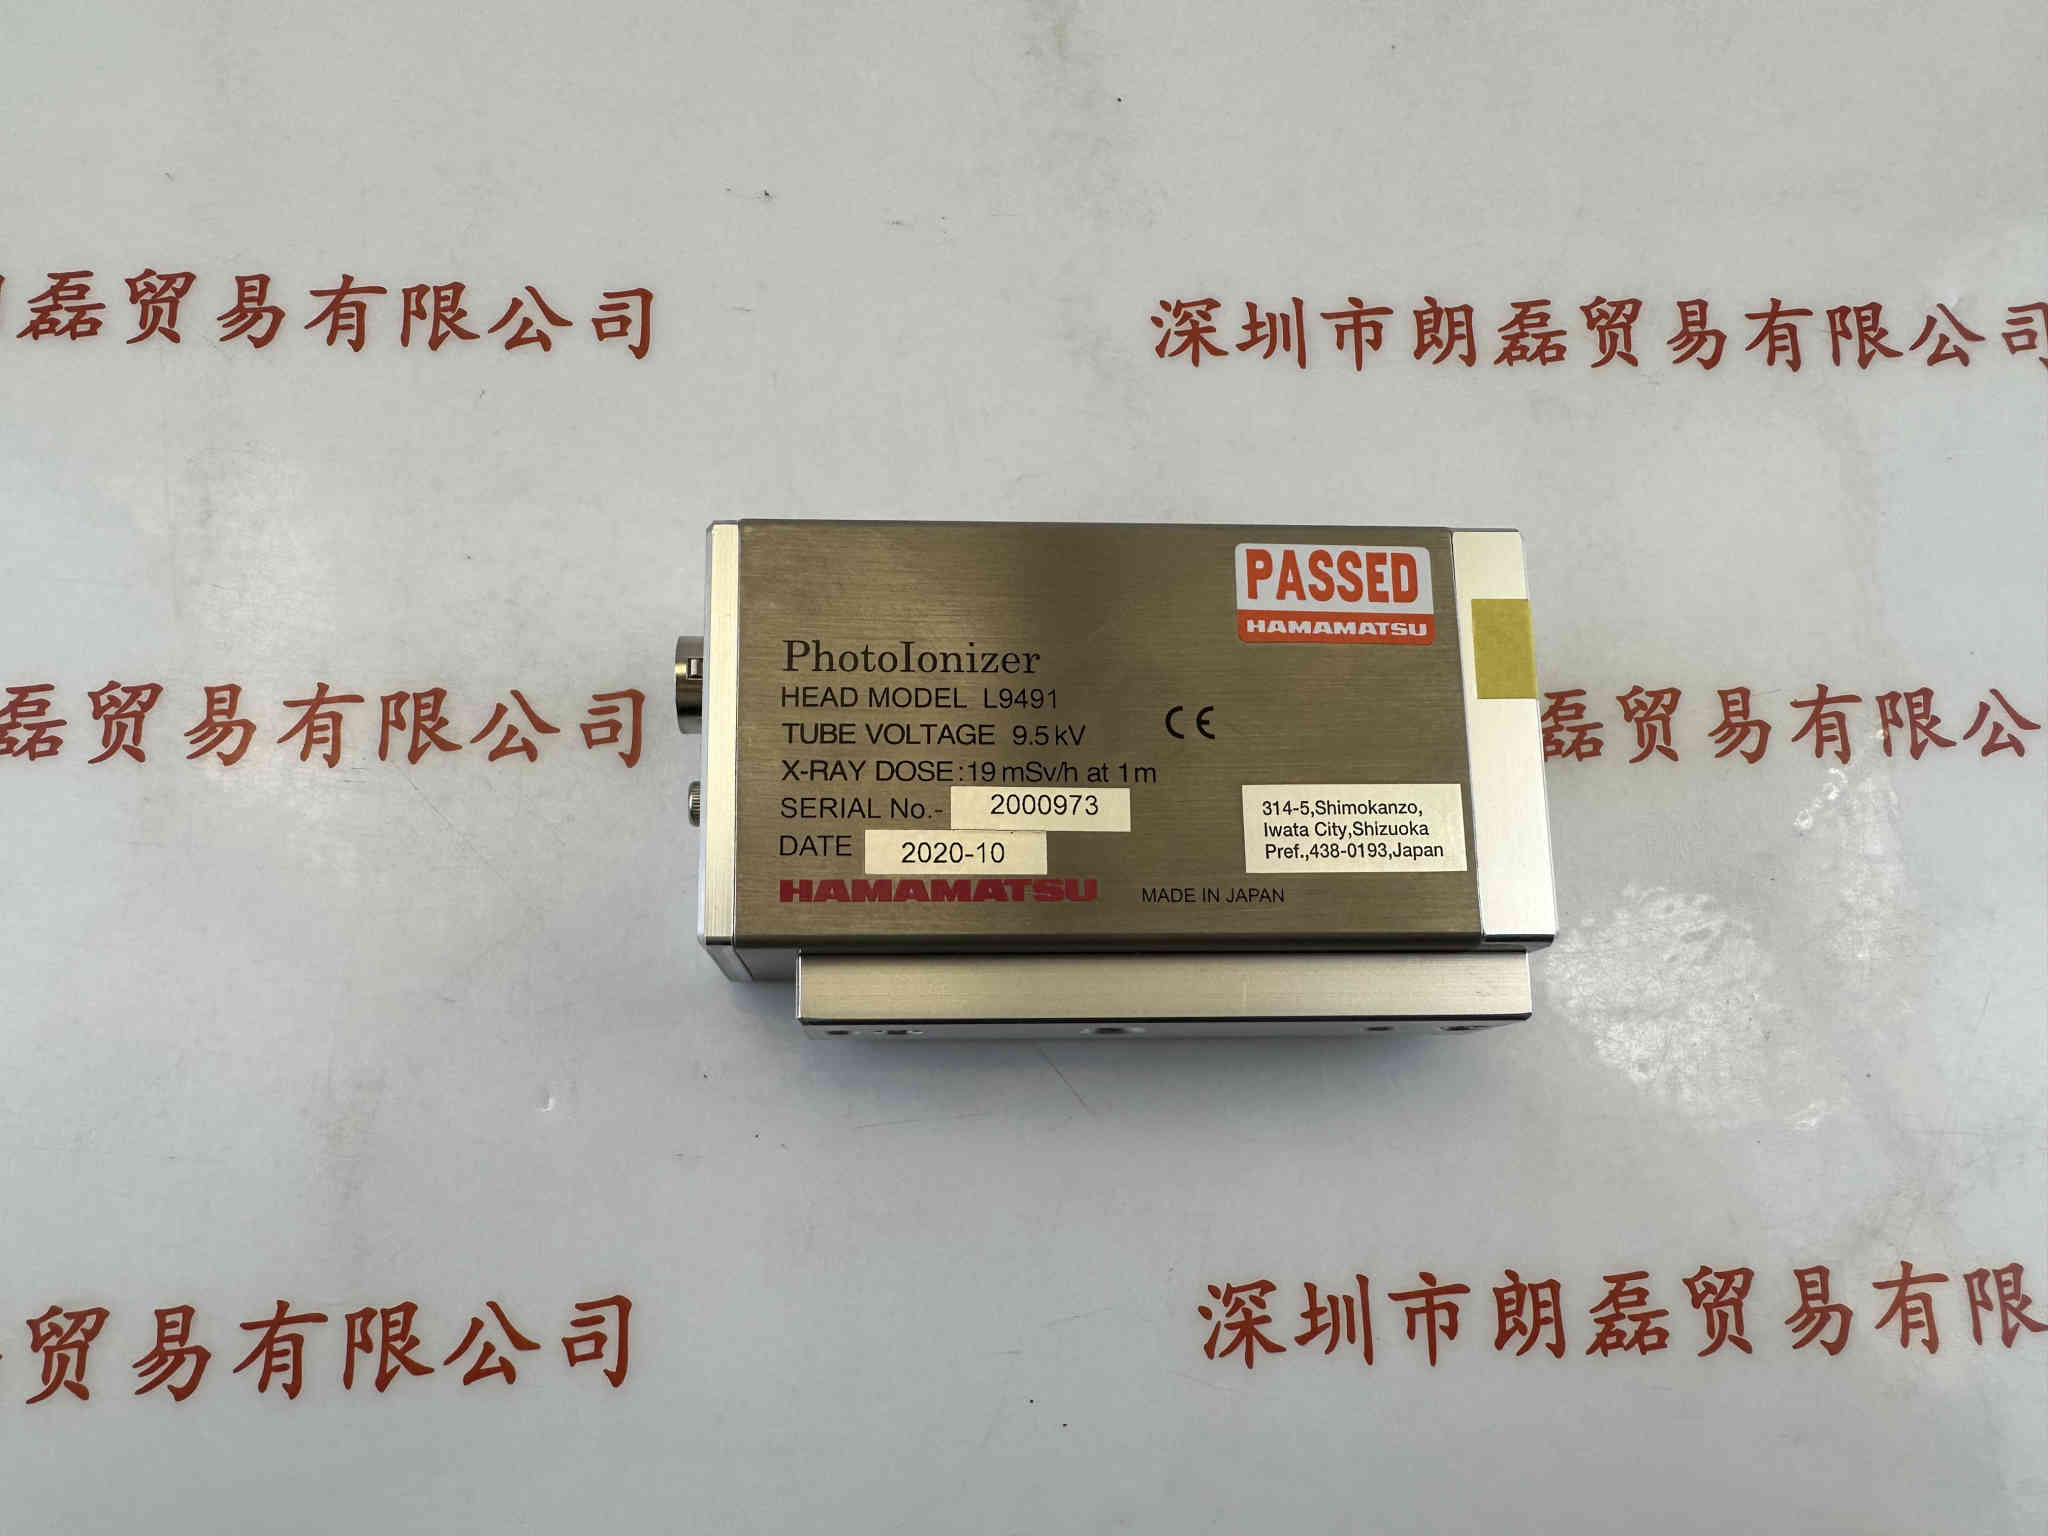 磊贸易有限公司
深圳市朗磊贸易有限公司
PASSED
HAMAMATSU
PhotoIonizer
HEAD MODEL L9491
TUBE VOLTAGE 9.5kV
CE
X-RAY DOSE:19 mSv/h at 1m
SERIAL No.- 2000973
DATE 2020-10
HAMAMATSU
MADE IN JAPAN
314-5,Shimokanzo,
Iwata City,Shizuoka
Pref.,438-0193,Japan
磊贸易有限公司
磊贸易有限公
贸易有限公司
深圳市朗磊贸易有限